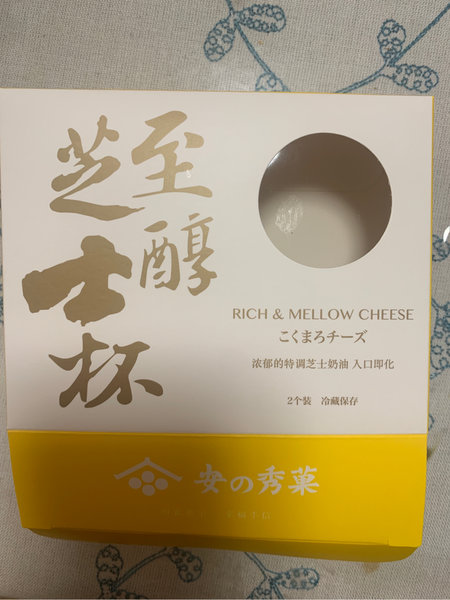 至醇
芝士杯
RICH & MELLOW CHEESE
こくまろチーズ
浓郁的特调芝士奶油 入口即化
2个装 冷藏保存
安の秀菓